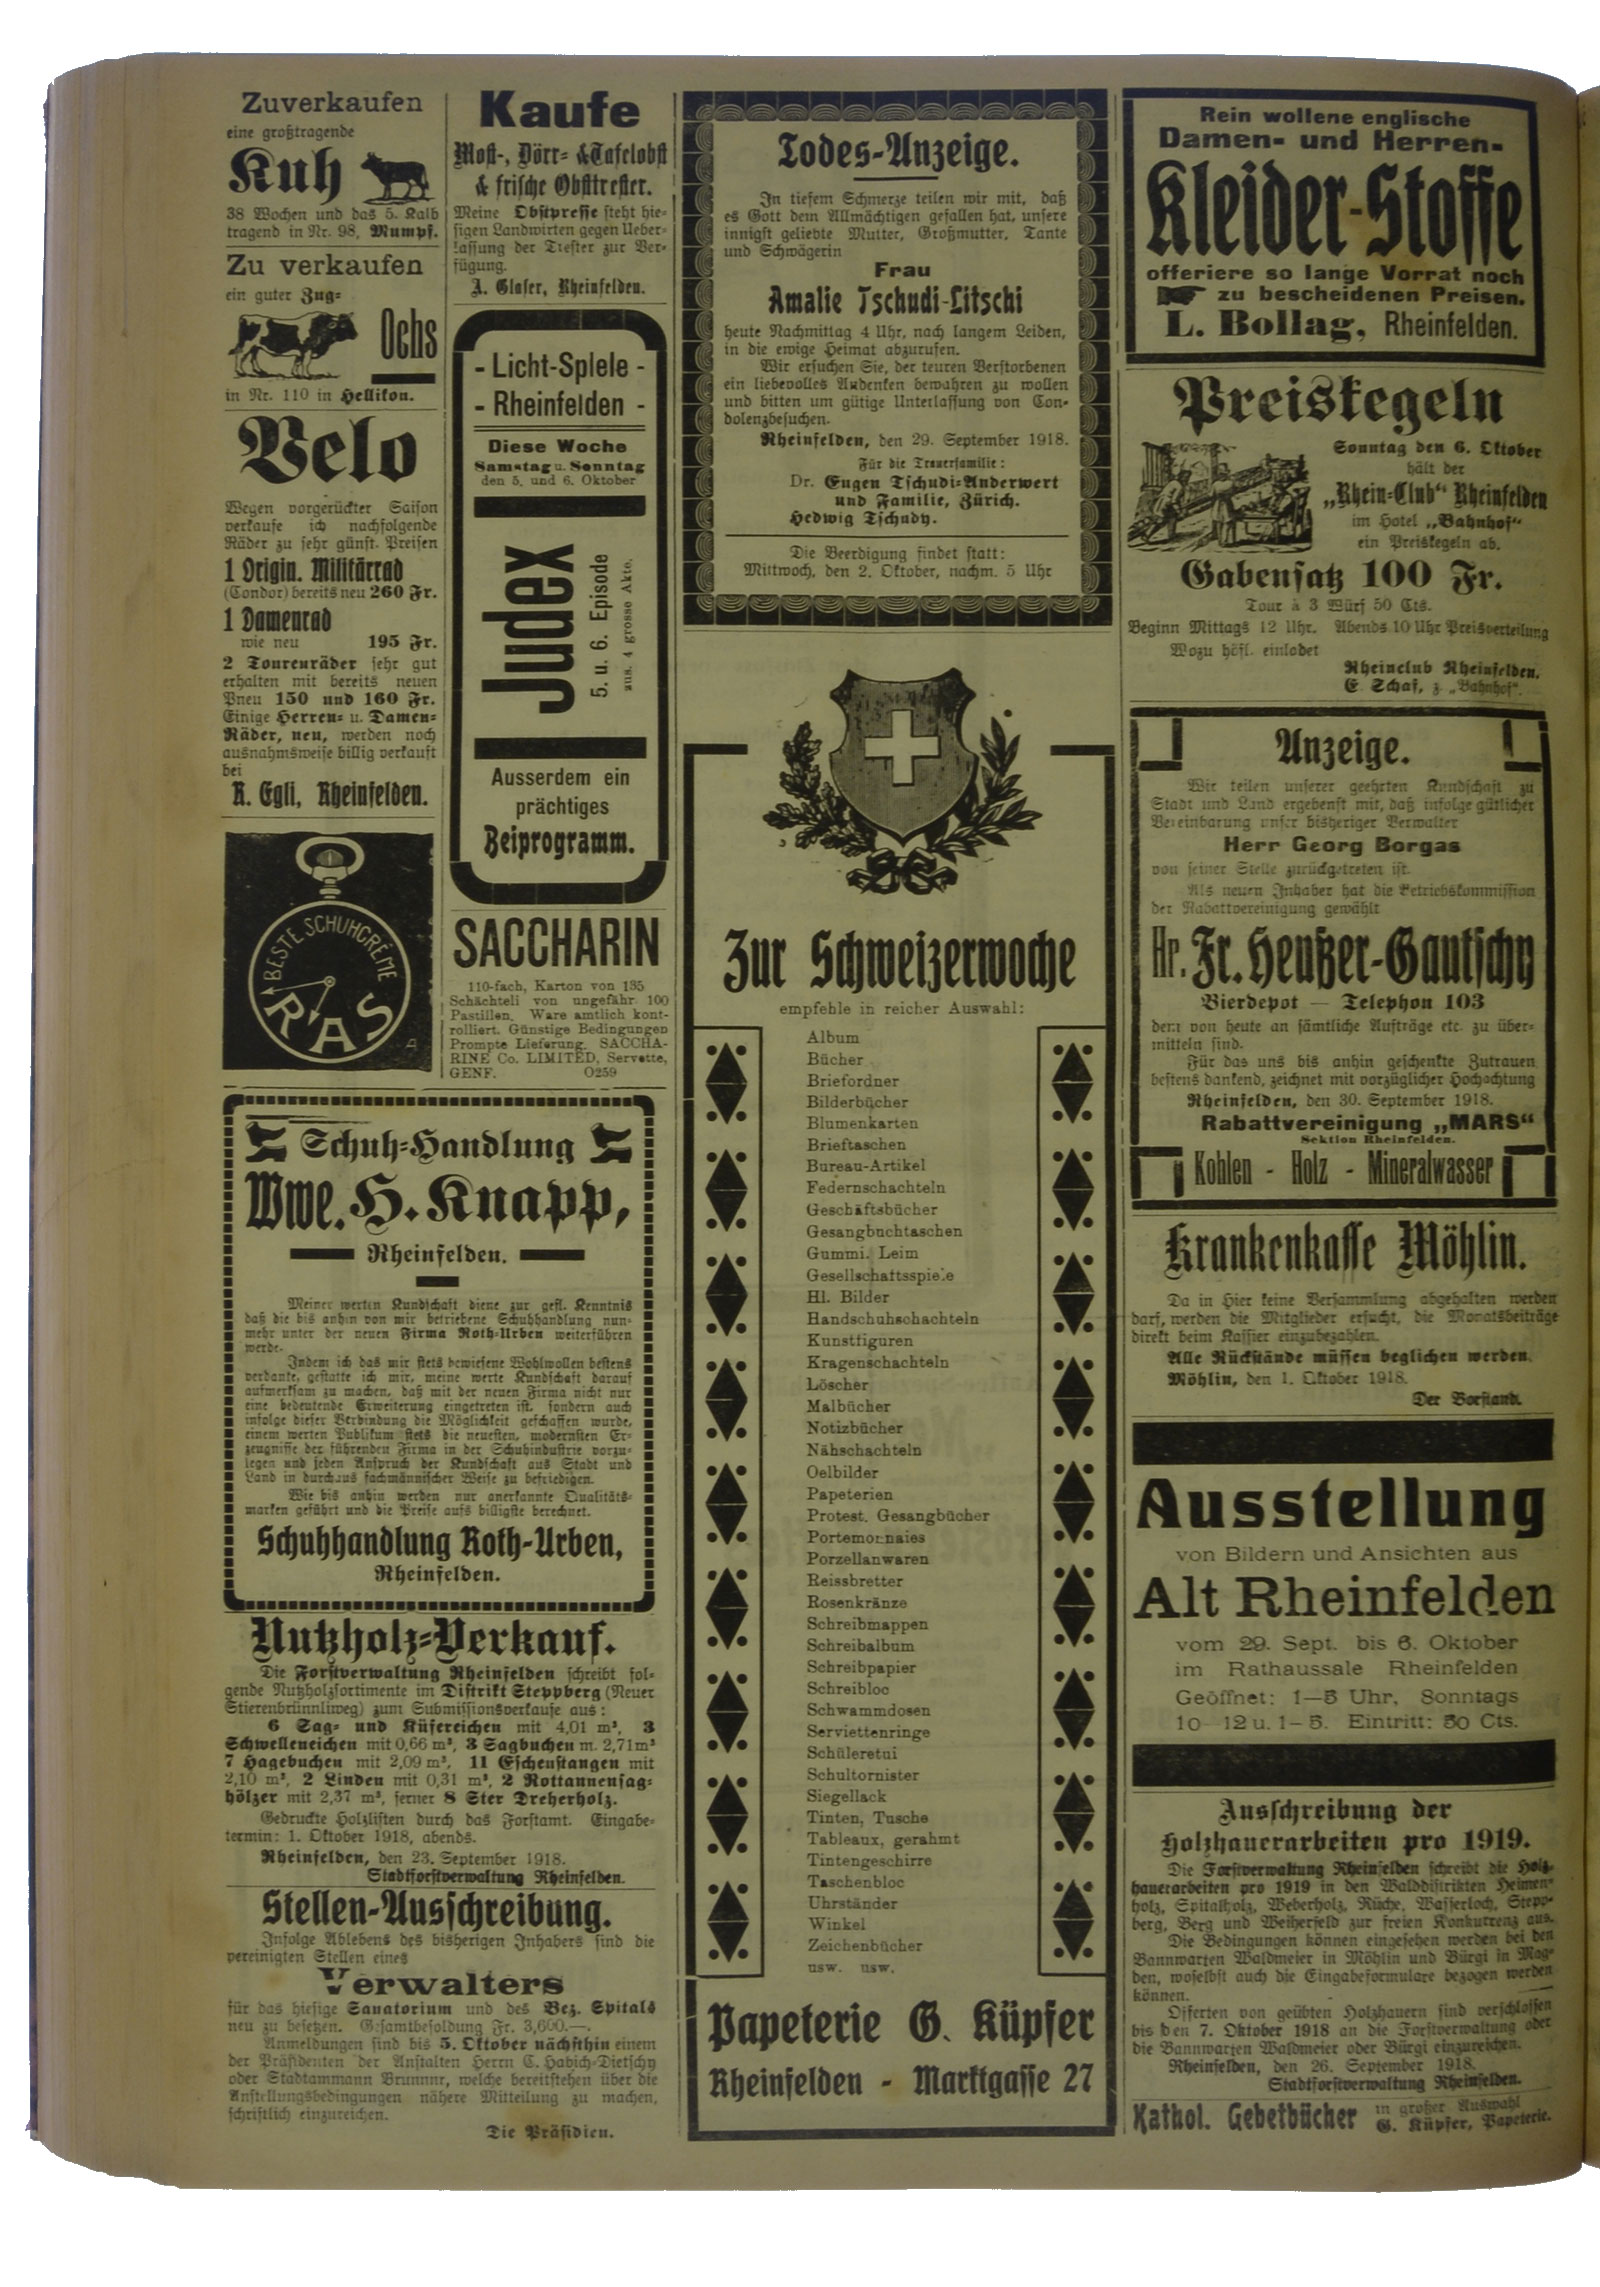 Zu verkaufen
eine großtragende
Kuh
38 Wochen und das 5. Kalb
tragend in Nr. 98, Mumpf.
Zu verkaufen
ein guter Zug=
Ochs
in Nr. 110 in Hellikon.
Velo
Wegen vorgerückter Saison
verkaufe ich nachfolgende
Räder zu sehr günst. Preisen
1 Origin. Militärrad
(Condor) bereits neu 260 Fr.
1 Damenrad
wie neu 195 Fr.
2 Tourenräder sehr gut
erhalten mit bereits neuen
Pneu 150 und 160 Fr.
Einige Herren= u. Damen=
Räder, neu, werden noch
ausnahmsweise billig verkauft
bei
R. Egli, Rheinfelden.
BESTE SCHUHCRÈME
RAS
Kaufe
Most-, Dörr= & Tafelobst
& frische Obsttrester.
Meine Obstpresse steht hie=
sigen Landwirten gegen Ueber=
lassung der Trester zur Ver=
fügung.
A. Glaser, Rheinfelden.
- Licht-Spiele -
- Rheinfelden -
Diese Woche
Samstag u. Sonntag
den 5. und 6. Oktober
Judex
5. u. 6. Episode
aus. 4 grosse Akte.
Ausserdem ein
prächtiges
Beiprogramm.
SACCHARIN
110-fach, Karton von 135
Schächteli von ungefähr 100
Pastillen. Ware amtlich kont-
rolliert. Günstige Bedingungen
Prompte Lieferung. SACCHA-
RINE Co. LIMITED, Servette,
GENF. O259
Schuh=Handlung
Wwe. H. Knapp,
Rheinfelden.
Meiner werten Kundschaft diene zur gefl. Kenntnis
daß die bis anhin von mir betriebene Schuhhandlung nun=
mehr unter der neuen Firma Roth-Urben weiterführen
werde.
Indem ich das mir stets bewiesene Wohlwollen bestens
verdanke, gestatte ich mir, meine werte Kundschaft darauf
aufmerksam zu machen, daß mit der neuen Firma nicht nur
eine bedeutende Erweiterung eingetreten ist, sondern auch
infolge dieser Verbindung die Möglichkeit geschaffen wurde,
einem werten Publikum stets die neuesten, modernsten Er=
zeugnisse der führenden Firma in der Schuhindustrie vorzu=
legen und jeden Anspruch der Kundschaft aus Stadt und
Land in durchaus fachmännischer Weise zu befriedigen.
Wie bis anhin werden nur anerkannte Qualitäts=
marken geführt und die Preise aufs billigste berechnet.
Schuhhandlung Roth-Urben,
Rheinfelden.
Nutzholz=Verkauf.
Die Forstverwaltung Rheinfelden schreibt fol=
gende Nutzholzsortimente im Distrikt Steppberg (Neuer
Stierenbrünnliweg) zum Submissionsverkaufe aus:
6 Sag= und Küfereichen mit 4,01 m³, 3
Schwelleneichen mit 0,66 m³, 3 Sagbuchen m. 2,71 m³
7 Hagebuchen mit 2,09 m³, 11 Eschenstangen mit
2,10 m³, 2 Linden mit 0,31 m³, 2 Rottannensag=
hölzer mit 2,37 m³, ferner 8 Ster Dreherholz.
Gedruckte Holzlisten durch das Forstamt. Eingabe=
termin: 1. Oktober 1918, abends.
Rheinfelden, den 23. September 1918.
Stadtforstverwaltung Rheinfelden.
Stellen-Ausschreibung.
Infolge Ablebens des bisherigen Inhabers sind die
vereinigten Stellen eines
Verwalters
für das hiesige Sanatorium und des Bez. Spitals
neu zu besetzen. Gesamtbesoldung Fr. 3,600.—.
Anmeldungen sind bis 5. Oktober nächsthin einem
der Präsidenten der Anstalten Herrn C. Habich-Dietschy
oder Stadtammann Brunner, welche bereitstehen über die
Anstellungsbedingungen nähere Mitteilung zu machen,
schriftlich einzureichen.
Die Präsidien.
Todes-Anzeige.
In tiefem Schmerze teilen wir mit, daß
es Gott dem Allmächtigen gefallen hat, unsere
innigst geliebte Mutter, Großmutter, Tante
und Schwägerin
Frau
Amalie Tschudi-Litschi
heute Nachmittag 4 Uhr, nach langem Leiden,
in die ewige Heimat abzurufen.
Wir ersuchen Sie, der teuren Verstorbenen
ein liebevolles Andenken bewahren zu wollen
und bitten um gütige Unterlassung von Con=
dolenzbesuchen.
Rheinfelden, den 29. September 1918.
Für die Trauerfamilie:
Dr. Eugen Tschudi-Anderwert
und Familie, Zürich.
Hedwig Tschudy.
Die Beerdigung findet statt:
Mittwoch, den 2. Oktober, nachm. 5 Uhr
Zur Schweizerwoche
empfehle in reicher Auswahl:
Album
Bücher
Briefordner
Bilderbücher
Blumenkarten
Brieftaschen
Bureau-Artikel
Federnschachteln
Geschäftsbücher
Gesangbuchtaschen
Gummi. Leim
Gesellschaftsspiele
Hl. Bilder
Handschuhschachteln
Kunstfiguren
Kragenschachteln
Löscher
Malbücher
Notizbücher
Nähschachteln
Oelbilder
Papeterien
Protest. Gesangbücher
Portemonnaies
Porzellanwaren
Reissbretter
Rosenkränze
Schreibmappen
Schreibalbum
Schreibpapier
Schreibloc
Schwammdosen
Serviettenringe
Schüleretui
Schultornister
Siegellack
Tinten, Tusche
Tableaux, gerahmt
Tintengeschirre
Taschenbloc
Uhrständer
Winkel
Zeichenbücher
usw. usw.
Papeterie G. Küpfer
Rheinfelden - Marktgasse 27
Rein wollene englische
Damen- und Herren-
Kleider-Stoffe
offeriere so lange Vorrat noch
zu bescheidenen Preisen.
L. Bollag, Rheinfelden.
Preiskegeln
Sonntag den 6. Oktober
hält der
„Rhein=Club“ Rheinfelden
im Hotel „Bahnhof“
ein Preiskegeln ab.
Gabensatz 100 Fr.
Tour à 3 Würf 50 Cts.
Beginn Mittags 12 Uhr. Abends 10 Uhr Preisverteilung
Wozu höfl. einladet
Rheinclub Rheinfelden.
E. Schaf, z. „Bahnhof“.
Anzeige.
Wir teilen unserer geehrten Kundschaft zu
Stadt und Land ergebenst mit, daß infolge gütlicher
Vereinbarung unser bisheriger Verwalter
Herr Georg Borgas
von seiner Stelle zurückgetreten ist.
Als neuen Inhaber hat die Betriebskommission
der Rabattvereinigung gewählt
Hr. Fr. Heußer-Gautschy
Bierdepot — Telephon 103
dem von heute an sämtliche Aufträge etc. zu über=
mitteln sind.
Für das uns bis anhin geschenkte Zutrauen
bestens dankend, zeichnet mit vorzüglicher Hochachtung
Rheinfelden, den 30. September 1918.
Rabattvereinigung „MARS“
Sektion Rheinfelden.
Kohlen - Holz - Mineralwasser
Krankenkasse Möhlin.
Da in Hier keine Versammlung abgehalten werden
darf, werden die Mitglieder ersucht, die Monatsbeiträge
direkt beim Kassier einzubezahlen.
Alle Rückstände müssen beglichen werden.
Möhlin, den 1. Oktober 1918.
Der Vorstand.
Ausstellung
von Bildern und Ansichten aus
Alt Rheinfelden
vom 29. Sept. bis 6. Oktober
im Rathaussale Rheinfelden
Geöffnet: 1—5 Uhr, Sonntags
10—12 u. 1—5. Eintritt: 50 Cts.
Ausschreibung der
Holzhauerarbeiten pro 1919.
Die Forstverwaltung Rheinfelden schreibt die Holz=
hauerarbeiten pro 1919 in den Walddistrikten Heimen=
holz, Spitalholz, Weberholz, Rüche, Wasserloch, Stepp=
berg, Berg und Weiherfeld zur freien Konkurrenz aus.
Die Bedingungen können eingesehen werden bei den
Bannwarten Waldmeier in Möhlin und Bürgi in Mag=
den, woselbst auch die Eingabeformulare bezogen werden
können.
Offerten von geübten Holzhauern sind verschlossen
bis den 7. Oktober 1918 an die Forstverwaltung oder
die Bannwarten Waldmeier oder Bürgi einzureichen.
Rheinfelden, den 26. September 1918.
Stadtforstverwaltung Rheinfelden.
Kathol. Gebetbücher in großer Auswahl
G. Küpfer, Papeterie.